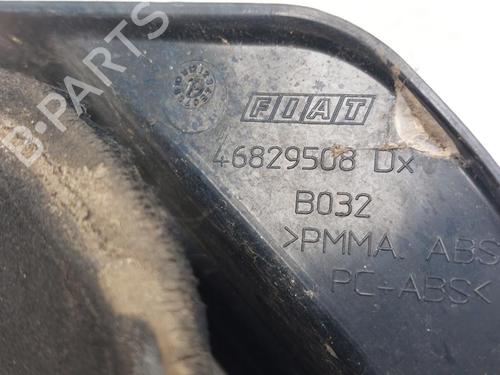 B-PARTS
FIAT
46829508 Dx
B032
>PMMA. ABS
PC+ABS<